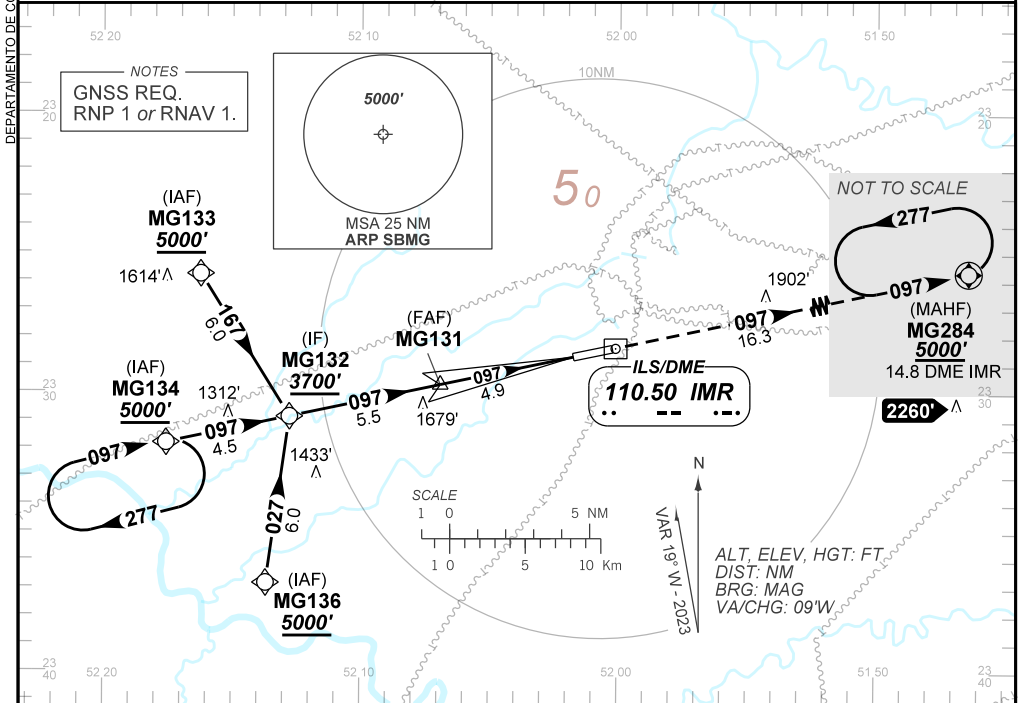 DEPARTAMENTO DE CO
52 20
52 10
52 00
51 50
NOTES
GNSS REQ.
RNP 1 or RNAV 1.
5000'
MSA 25 NM
ARP SBMG
10NM
23
20
23
20
5 0
NOT TO SCALE
277
097
(MAHF)
MG284
5000'
14.8 DME IMR
(IAF)
MG133
5000'
1614'
167
6.0
1902'
097
16.3
(FAF)
MG131
(IF)
MG132
3700'
(IAF)
MG134
5000'
1312'
097
4.5
097
5.5
097
4.9
1679'
ILS/DME
110.50 IMR
23
30
23
30
2260'
097
277
1433'
027
6.0
(IAF)
MG136
5000'
SCALE
1 0 5 NM
1 0 5 10 Km
N
VAR 19° W - 2023
ALT, ELEV, HGT: FT
DIST: NM
BRG: MAG
VA/CHG: 09'W
23
40
23
40
52 20
52 10
52 00
51 50